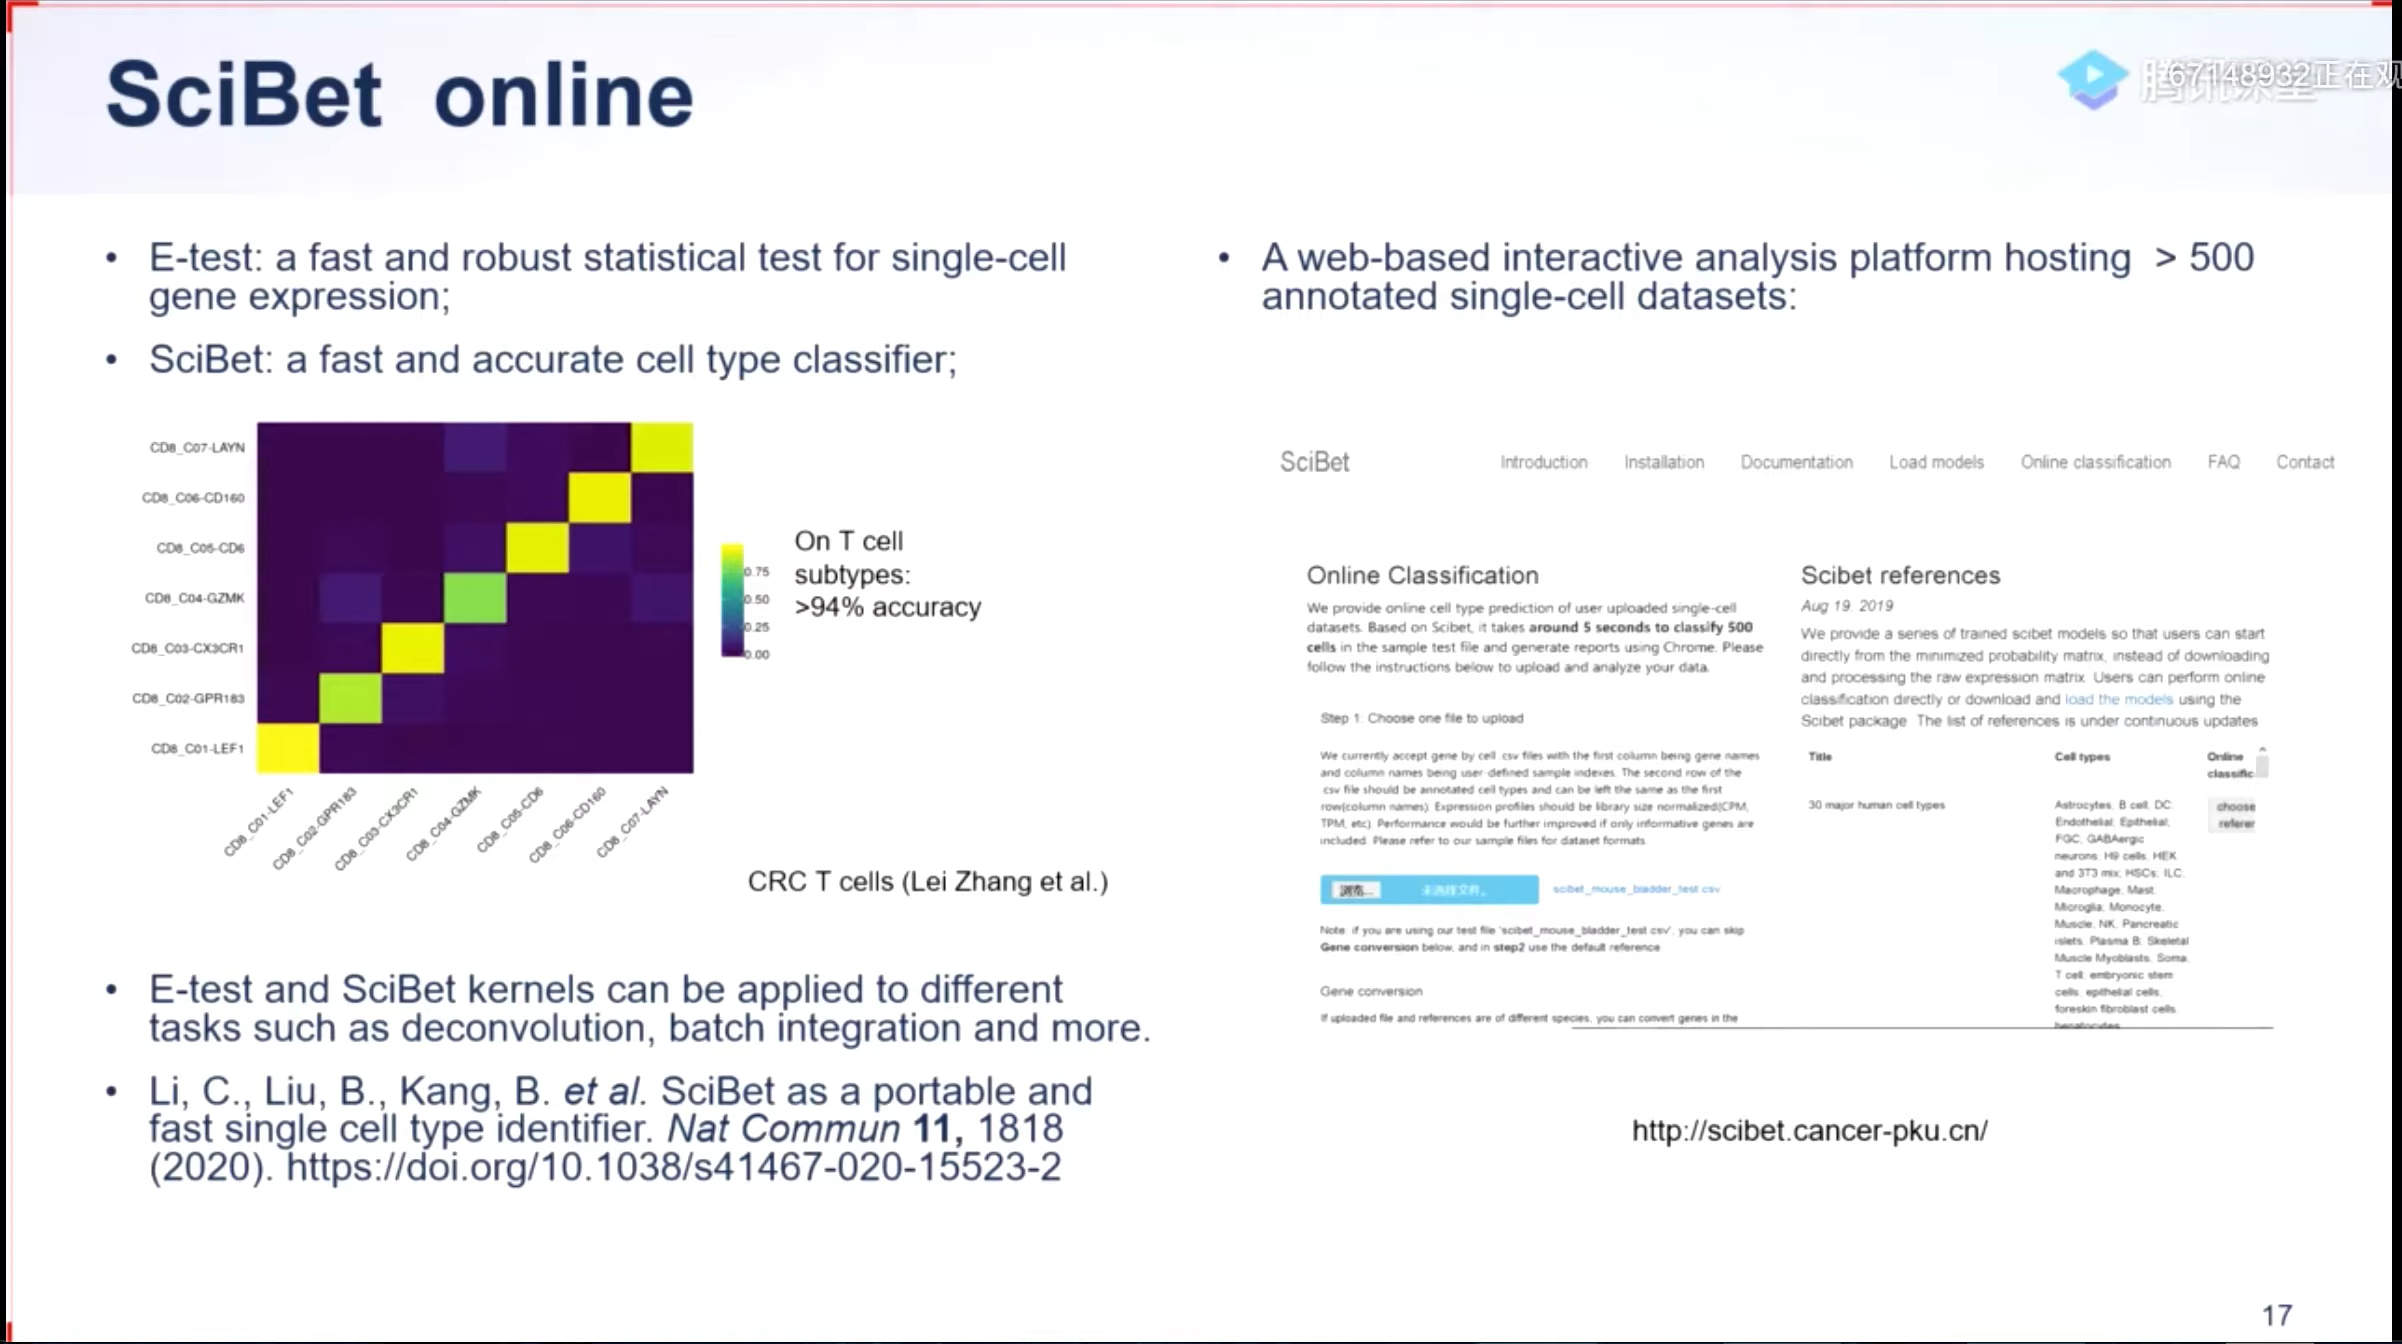 SciBet online
67148932正在观
• E-test: a fast and robust statistical test for single-cell
gene expression;
• SciBet: a fast and accurate cell type classifier;
CD8_C07-LAYN
CD8_C06-CD160
CD8_C05-CD6
CD8_C04-GZMK
CD8_C03-CX3CR1
CD8_C02-GPR183
CD8_C01-LEF1
CD8_C01-LEF1
CD8_C02-GPR183
CD8_C03-CX3CR1
CD8_C04-GZMK
CD8_C05-CD6
CD8_C06-CD160
CD8_C07-LAYN
0.75
0.50
0.25
0.00
On T cell
subtypes:
>94% accuracy
CRC T cells (Lei Zhang et al.)
• E-test and SciBet kernels can be applied to different
tasks such as deconvolution, batch integration and more.
• Li, C., Liu, B., Kang, B. et al. SciBet as a portable and
fast single cell type identifier. Nat Commun 11, 1818
(2020). https://doi.org/10.1038/s41467-020-15523-2
• A web-based interactive analysis platform hosting > 500
annotated single-cell datasets:
SciBet Introduction Installation Documentation Load models Online classification FAQ Contact
Online Classification
We provide online cell type prediction of user uploaded single-cell
datasets. Based on Scibet, it takes around 5 seconds to classify 500
cells in the sample test file and generate reports using Chrome. Please
follow the instructions below to upload and analyze your data.
Step 1: Choose one file to upload
We currently accept gene by cell .csv files with the first column being gene names
and column names being user-defined sample indexes. The second row of the
.csv file should be annotated cell types and can be left the same as the first
row(column names). Expression profiles should be library size normalized(CPM,
TPM, etc). Performance would be further improved if only informative genes are
included. Please refer to our sample files for dataset formats.
浏览... 未选择文件。 scibet_mouse_bladder_test.csv
Note: if you are using our test file 'scibet_mouse_bladder_test.csv', you can skip
Gene conversion below, and in step2 use the default reference
Gene conversion
If uploaded file and references are of different species, you can convert genes in the
Scibet references
Aug 19, 2019
We provide a series of trained scibet models so that users can start
directly from the minimized probability matrix, instead of downloading
and processing the raw expression matrix. Users can perform online
classification directly or download and load the models using the
Scibet package. The list of references is under continuous updates
Title Cell types Online
classific
30 major human cell types
Astrocytes, B cell, DC;
Endothelial; Epithelial;
FGC, GABAergic
neurons; H9 cells, HEK
and 3T3 mix; HSCs; ILC,
Macrophage; Mast
Microglia; Monocyte,
Muscle, NK, Pancreatic
islets. Plasma B; Skeletal
Muscle Myoblasts, Soma,
T cell; embryonic stem
cells, epithelial cells,
foreskin fibroblast cells.
hepatocytes
choose
referer
http://scibet.cancer-pku.cn/
17